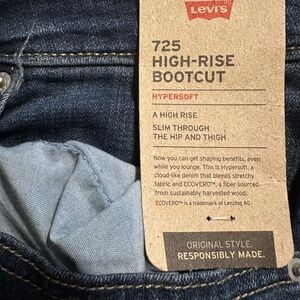 Levi's
725
HIGH-RISE
BOOTCUT
HYPERSOFT
A HIGH RISE
SLIM THROUGH
THE HIP AND THIGH
Now you can get shaping benefits, even
while you lounge. This is Hypersoft, a
cloud-like denim that blends stretchy
fabric and ECOVERO™, a fiber sourced
from sustainably harvested wood.
ECOVERO™ is a trademark of Lenzing AG
ORIGINAL STYLE.
RESPONSIBLY MADE.